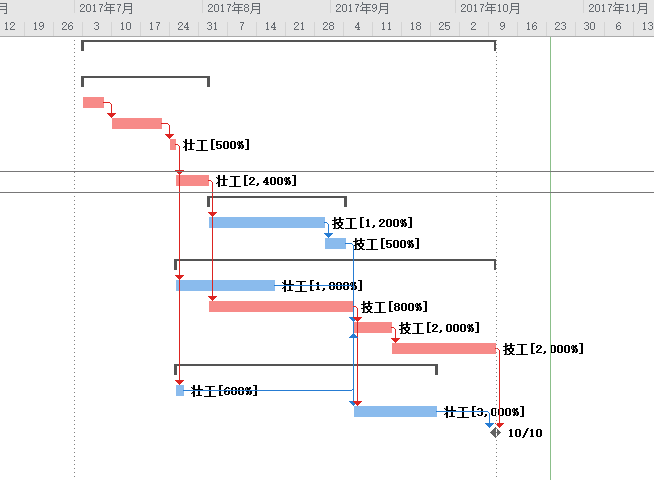 月 2017年7月 2017年8月 2017年9月 2017年10月 2017年11月
12 19 26 3 10 17 24 31 7 14 21 28 4 11 18 25 2 9 16 23 30 6 13
壮工[500%]
壮工[2,400%]
技工[1,200%]
技工[500%]
壮工[1,000%]
技工[800%]
技工[2,000%]
技工[2,000%]
壮工[600%]
壮工[3,000%]
10/10